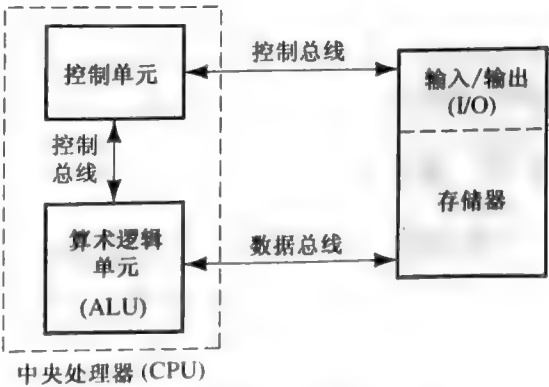 控制单元
控制总线
输入/输出
(I/O)
控制
总线
存储器
算术逻辑
单元
(ALU)
数据总线
中央处理器(CPU)